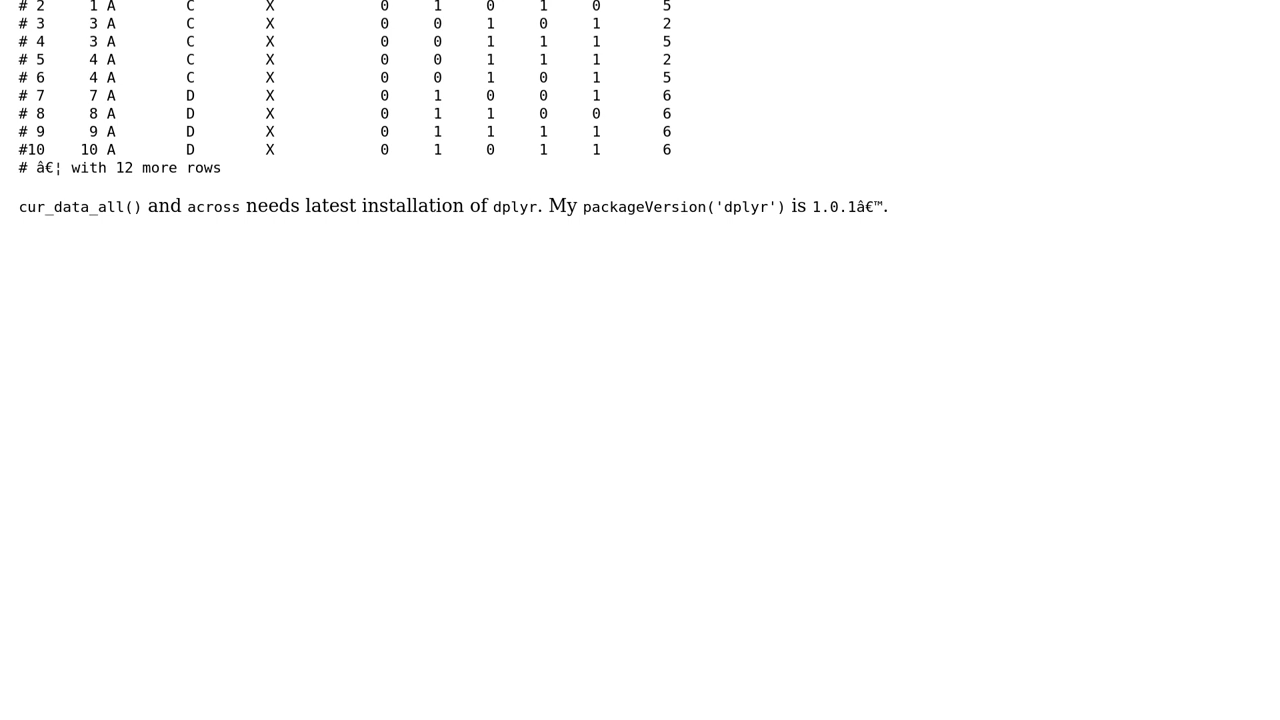 # 2     1 A        C        X            0     1     0     1     0       5
# 3     3 A        C        X            0     0     1     0     1       2
# 4     3 A        C        X            0     0     1     1     1       5
# 5     4 A        C        X            0     0     1     1     1       2
# 6     4 A        C        X            0     0     1     0     1       5
# 7     7 A        D        X            0     1     0     0     1       6
# 8     8 A        D        X            0     1     1     0     0       6
# 9     9 A        D        X            0     1     1     1     1       6
#10    10 A        D        X            0     1     0     1     1       6
# â€¦ with 12 more rows
cur_data_all() and across needs latest installation of dplyr. My packageVersion('dplyr') is 1.0.1â€™.